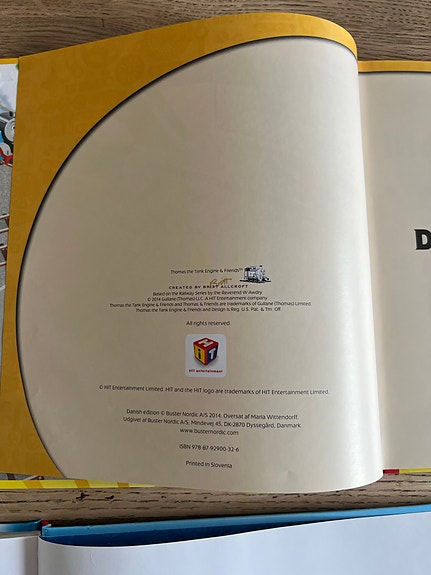 Thomas the Tank Engine & Friends™
CREATED BY BRITT ALLCROFT
Based on the Railway Series by the Reverend W Awdry
© 2014 Gullane (Thomas) LLC. A HIT Entertainment company
Thomas the Tank Engine & Friends and Thomas & Friends are trademarks of Gullane (Thomas) Limited.
Thomas the Tank Engine & Friends and Design is Reg. U.S. Pat. & Tm. Off.
All rights reserved.
HiT
HIT entertainment
© HIT Entertainment Limited. HIT and the HIT logo are trademarks of HIT Entertainment Limited.
Danish edition © Buster Nordic A/S 2014. Oversat af Maria Wittendorff.
Udgivet af Buster Nordic A/S, Mindevej 45, DK-2870 Dyssegård, Danmark.
www.busternordic.com
ISBN 978-87-92900-32-6
Printed in Slovenia
D